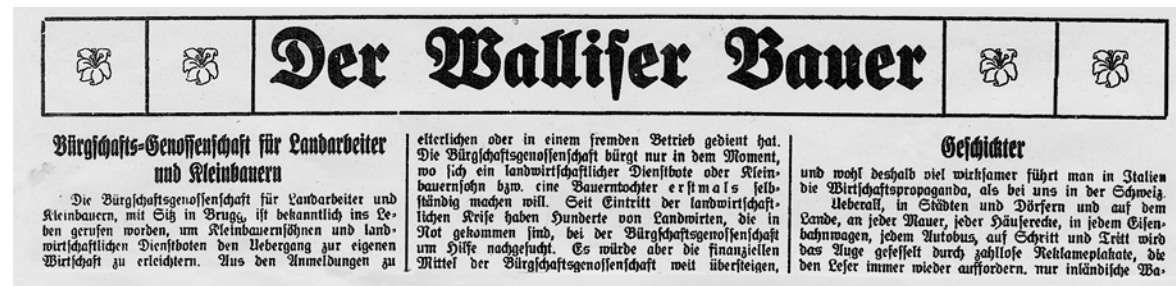 Der Walliser Bauer
Bürgschafts-Genossenschaft für Landarbeiter
und Kleinbauern
Die Bürgschaftsgenossenschaft für Landarbeiter und
Kleinbauern, mit Sitz in Brugg, ist bekanntlich ins Le-
ben gerufen worden, um Kleinbauernsöhnen und land-
wirtschaftlichen Dienstboten den Uebergang zur eigenen
Wirtschaft zu erleichtern. Aus den Anmeldungen zu
elterlichen oder in einem fremden Betrieb gedient hat.
Die Bürgschaftsgenossenschaft bürgt nur in dem Moment,
wo sich ein landwirtschaftlicher Dienstbote oder Klein-
bauernsohn bzw. eine Bauerntochter erstmals selb-
ständig machen will. Seit Eintritt der landwirtschaft-
lichen Krise haben Hunderte von Landwirten, die in
Not gekommen sind, bei der Bürgschaftsgenossenschaft
um Hilfe nachgesucht. Es würde aber die finanziellen
Mittel der Bürgschaftsgenossenschaft weit übersteigen,
Geschickter
und wohl deshalb viel wirksamer führt man in Italien
die Wirtschaftspropaganda, als bei uns in der Schweiz.
Ueberall, in Städten und Dörfern und auf dem
Lande, an jeder Mauer, jeder Häuserecke, in jedem Eisen-
bahnwagen, jedem Autobus, auf Schritt und Tritt wird
das Auge gefesselt durch zahllose Reklameplakate, die
den Leser immer wieder auffordern, nur inländische Wa-